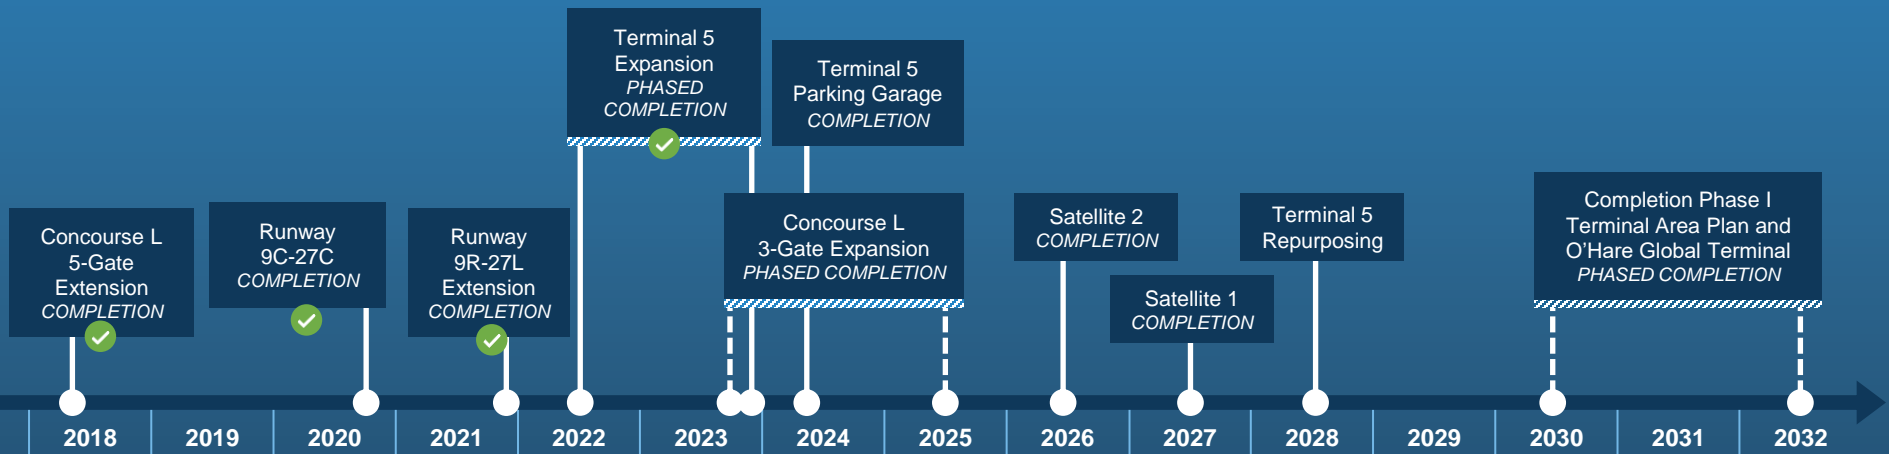 Concourse L
5-Gate
Extension
COMPLETION
Runway
9C-27C
COMPLETION
Runway
9R-27L
Extension
COMPLETION
Terminal 5
Expansion
PHASED
COMPLETION
Terminal 5
Parking Garage
COMPLETION
Concourse L
3-Gate Expansion
PHASED COMPLETION
Satellite 2
COMPLETION
Satellite 1
COMPLETION
Terminal 5
Repurposing
Completion Phase I
Terminal Area Plan and
O’Hare Global Terminal
PHASED COMPLETION
2018 2019 2020 2021 2022 2023 2024 2025 2026 2027 2028 2029 2030 2031 2032